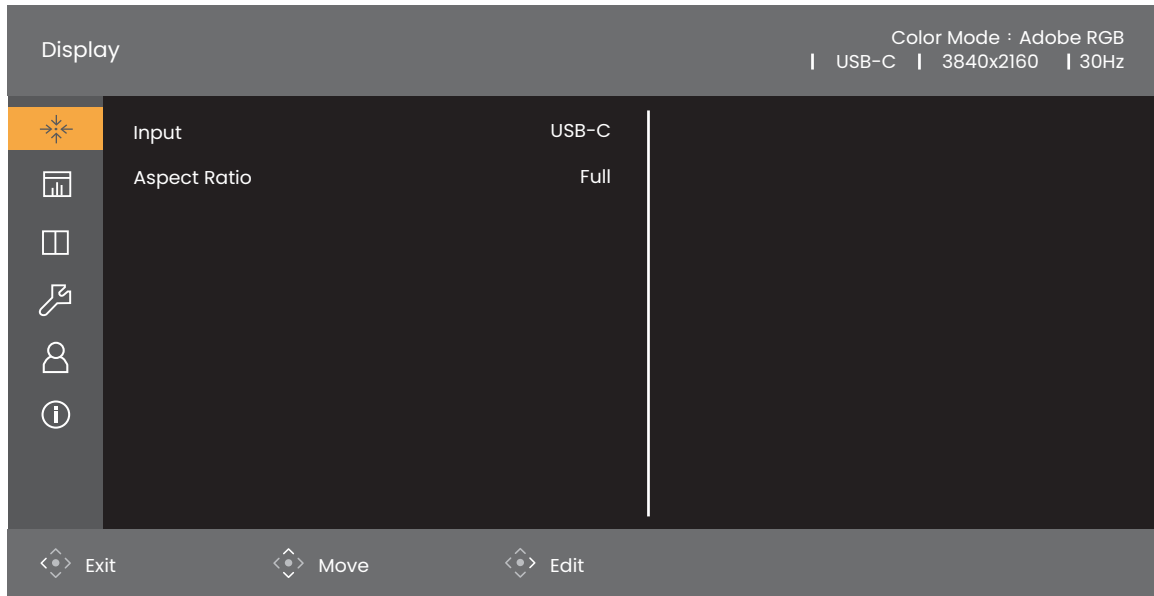 Display
Color Mode : Adobe RGB
| USB-C | 3840x2160 | 30Hz
Input USB-C
Aspect Ratio Full
Exit Move Edit